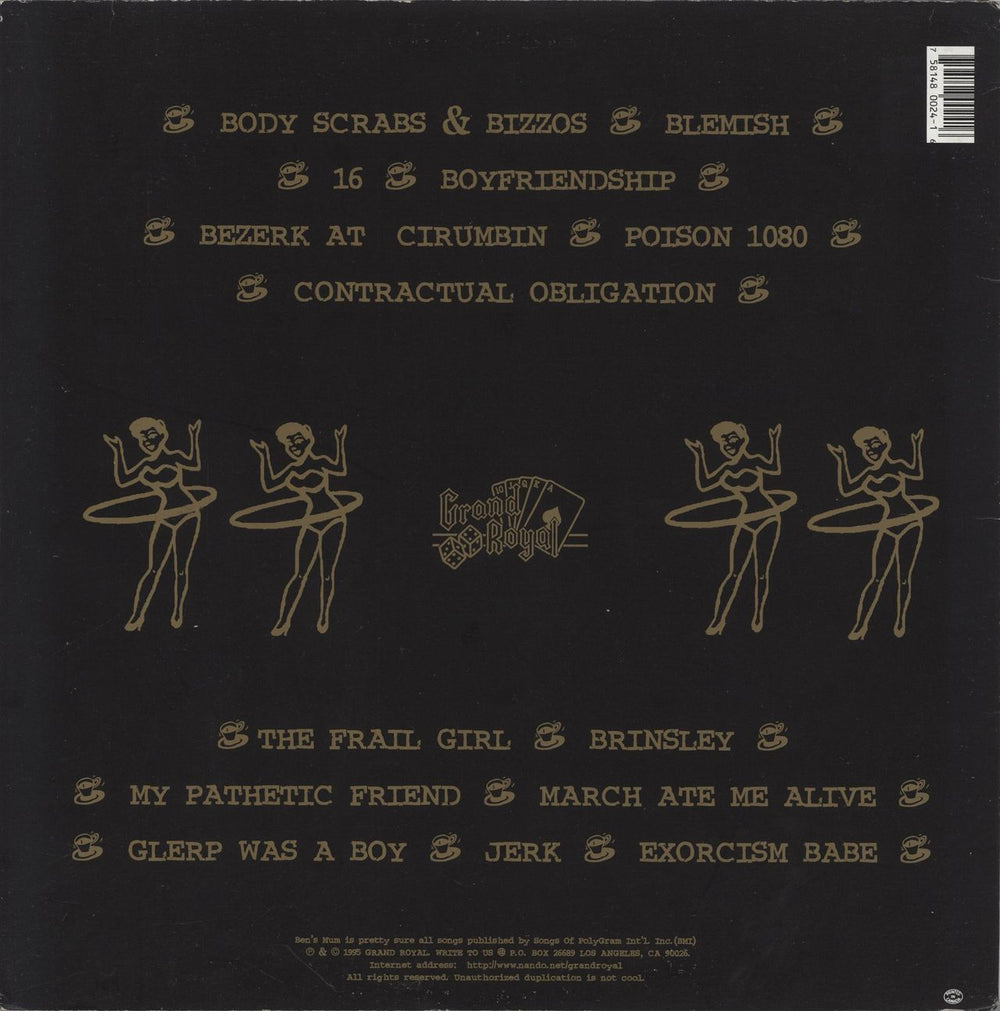 7 58148 0024-1 6
BODY SCRABS & BIZZOS BLEMISH
16 BOYFRIENDSHIP
BEZERK AT CIRUMBIN POISON 1080
CONTRACTUAL OBLIGATION
10 J Q K A
Grand
Royal
THE FRAIL GIRL BRINSLEY
MY PATHETIC FRIEND MARCH ATE ME ALIVE
GLERP WAS A BOY JERK EXORCISM BABE
Ben's Mum is pretty sure all songs published by Songs Of PolyGram Int'l Inc.(BMI)
℗ & © 1995 GRAND ROYAL. WRITE TO US @ P.O. BOX 26689 LOS ANGELES, CA 90026.
Internet address: http://www.nando.net/grandroyal
All rights reserved. Unauthorized duplication is not cool.